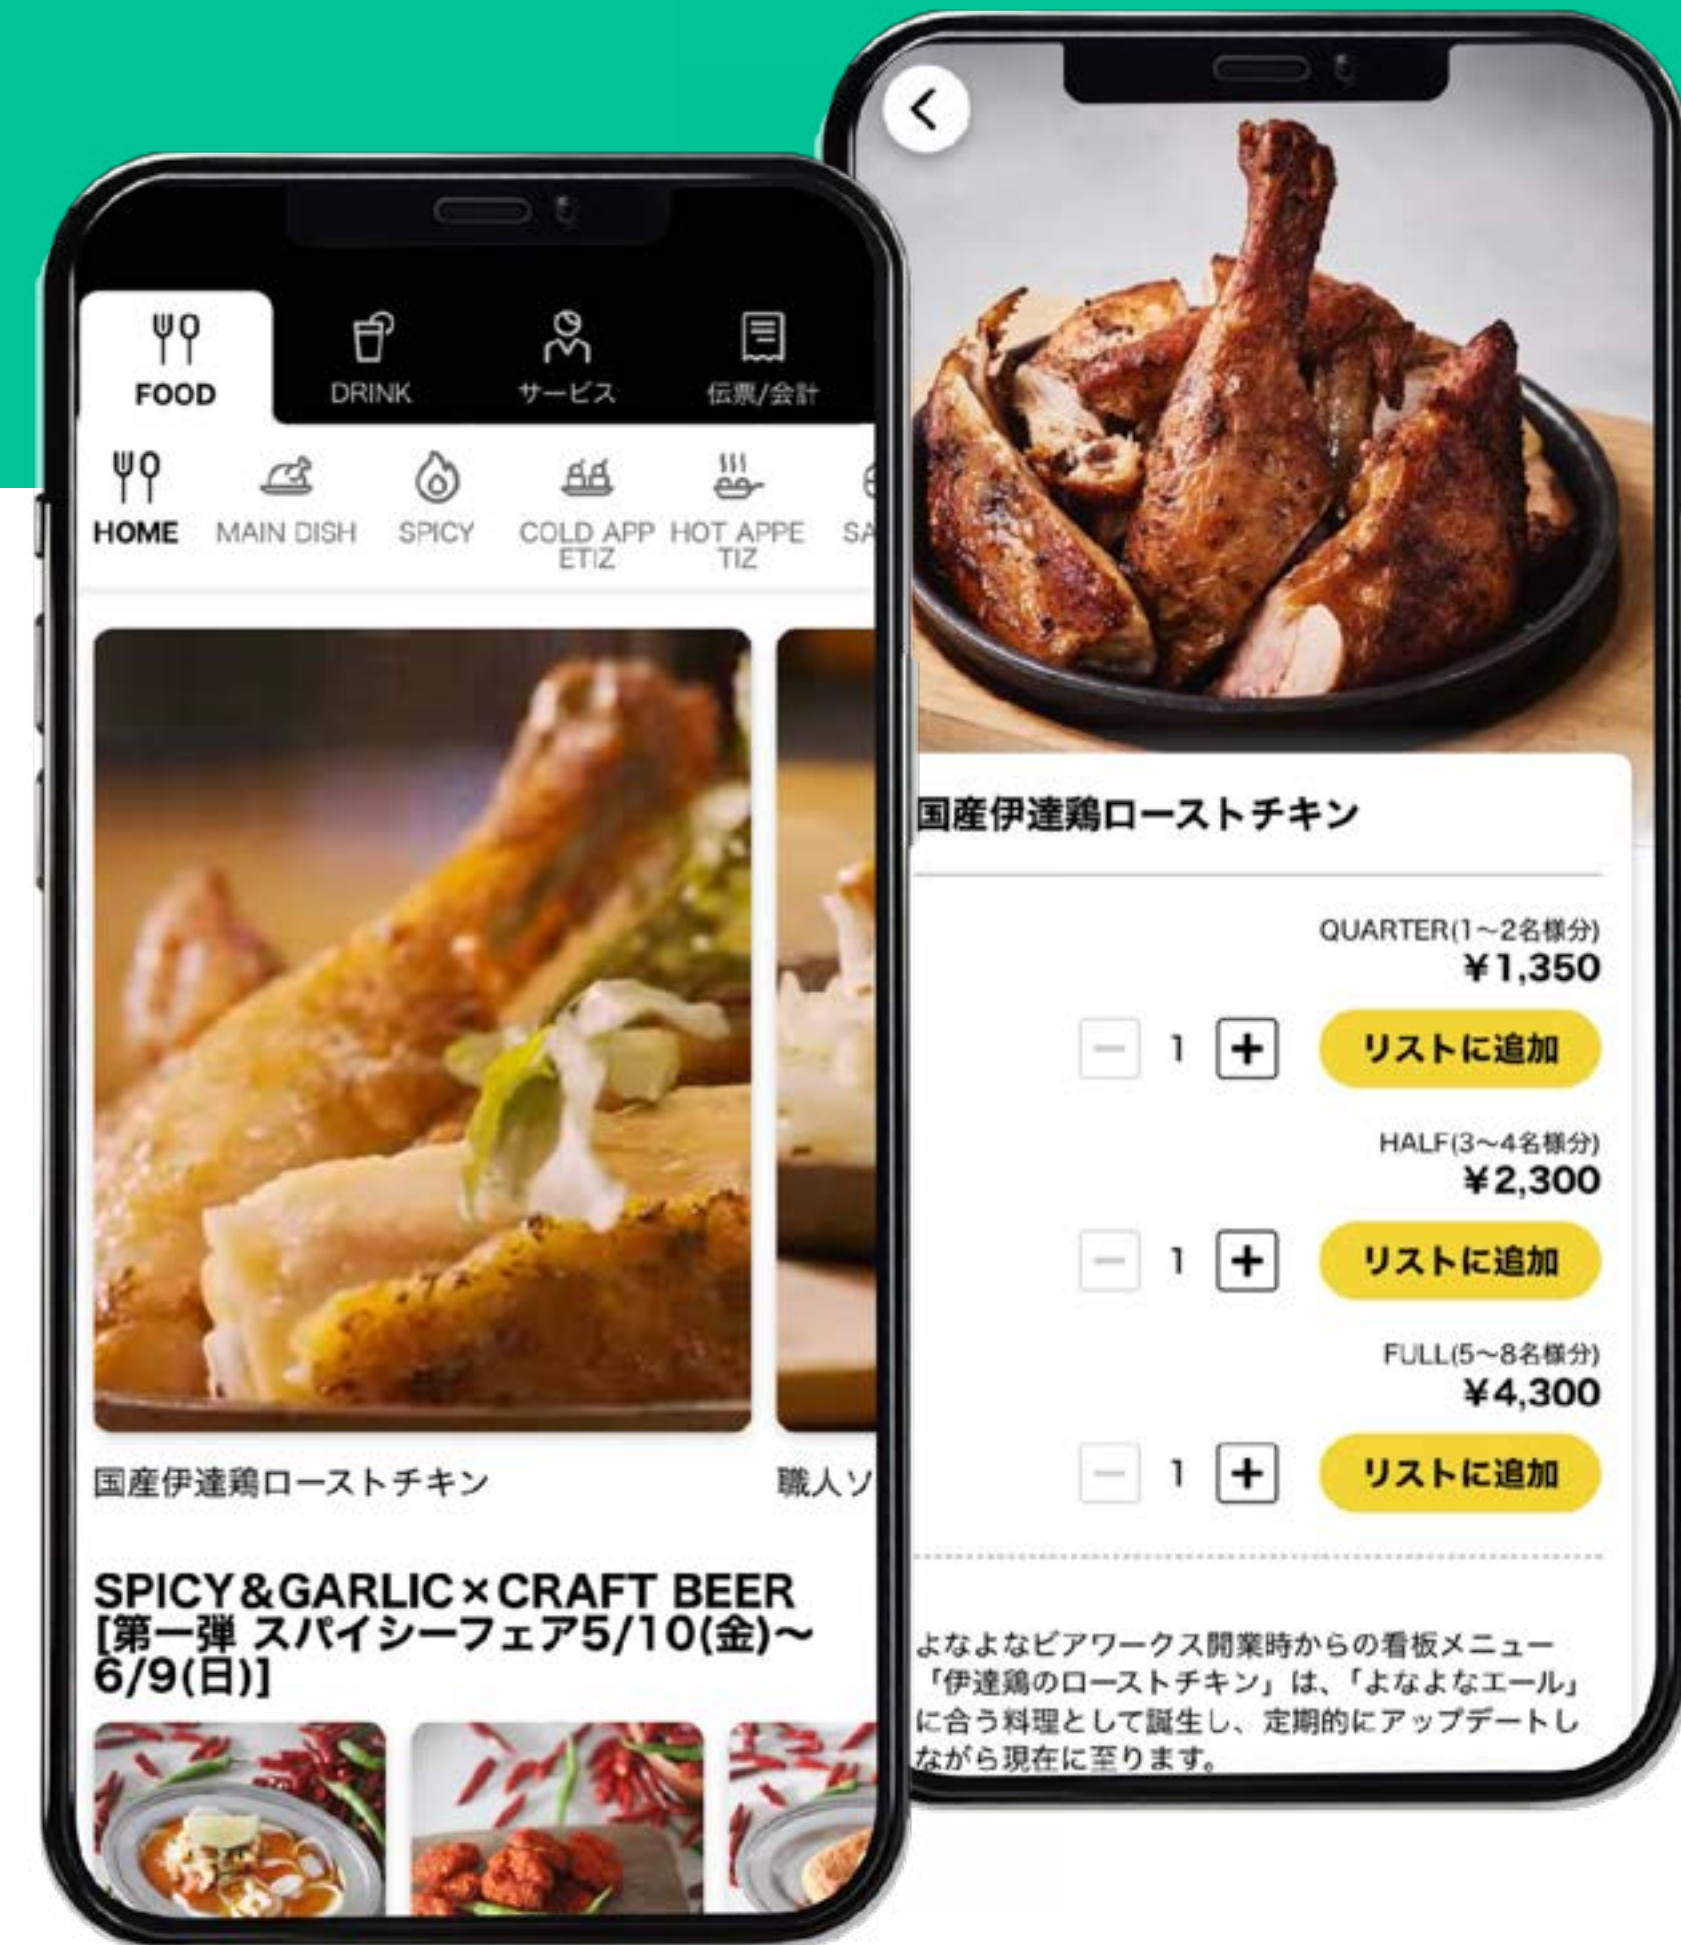 FOOD
DRINK
サービス
伝票/会計
HOME
MAIN DISH
SPICY
COLD APP
ETIZ
HOT APPE
TIZ
SA
国産伊達鶏ローストチキン
職人ソ
SPICY&GARLIC×CRAFT BEER
[第一弾 スパイシーフェア5/10(金)～
6/9(日)]
国産伊達鶏ローストチキン
QUARTER(1～2名様分)
¥1,350
1
リストに追加
HALF(3～4名様分)
¥2,300
1
リストに追加
FULL(5～8名様分)
¥4,300
1
リストに追加
よなよなビアワークス開業時からの看板メニュー
「伊達鶏のローストチキン」は、「よなよなエール」
に合う料理として誕生し、定期的にアップデートし
ながら現在に至ります。